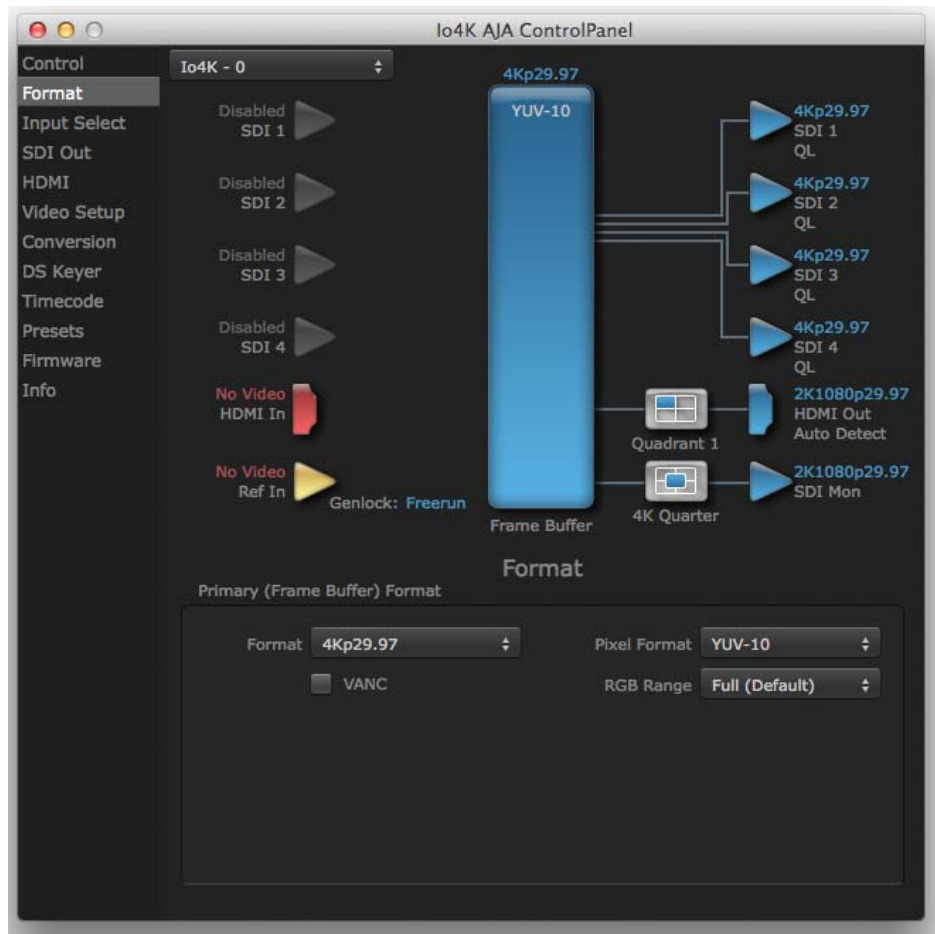 Io4K AJA ControlPanel
Control
Format
Input Select
SDI Out
HDMI
Video Setup
Conversion
DS Keyer
Timecode
Presets
Firmware
Info
Io4K - 0
Disabled
SDI 1
Disabled
SDI 2
Disabled
SDI 3
Disabled
SDI 4
No Video
HDMI In
No Video
Ref In
Genlock: Freerun
4Kp29.97
YUV-10
Frame Buffer
Quadrant 1
4K Quarter
4Kp29.97
SDI 1
QL
4Kp29.97
SDI 2
QL
4Kp29.97
SDI 3
QL
4Kp29.97
SDI 4
QL
2K1080p29.97
HDMI Out
Auto Detect
2K1080p29.97
SDI Mon
Format
Primary (Frame Buffer) Format
Format 4Kp29.97
VANC
Pixel Format YUV-10
RGB Range Full (Default)